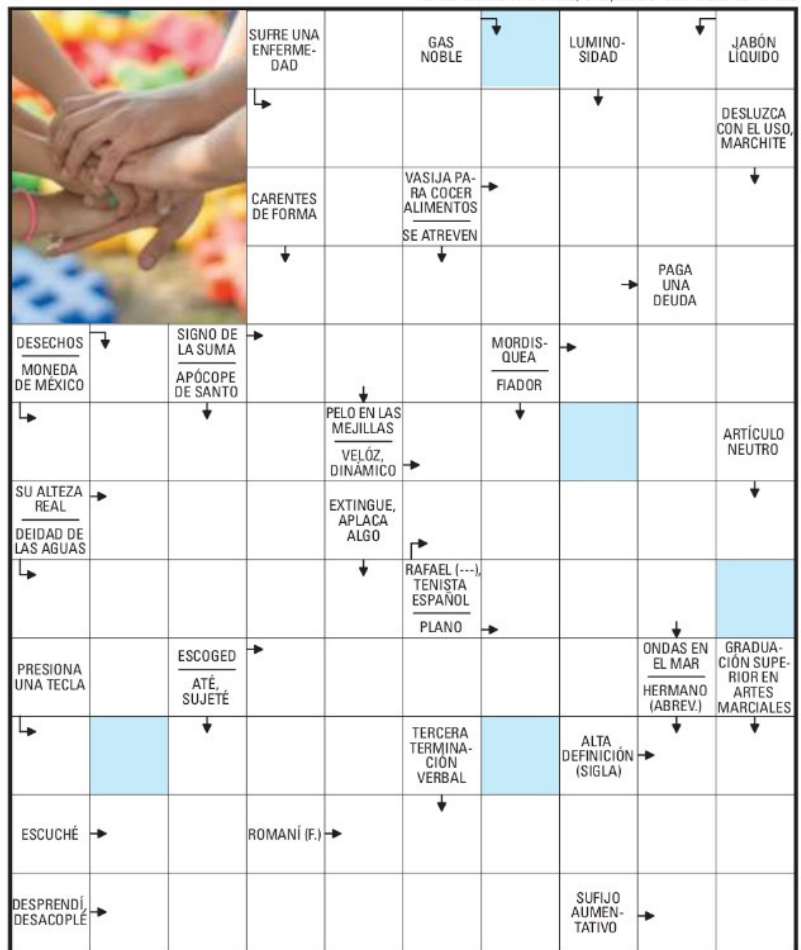 SUFRE UNA
ENFERME-
DAD
GAS
NOBLE
LUMINO-
SIDAD
JABÓN
LÍQUIDO
DESLUZCA
CON EL USO,
MARCHITE
CARENTES
DE FORMA
VASIJA PA-
RA COCER
ALIMENTOS
SE ATREVEN
PAGA
UNA
DEUDA
DESECHOS
MONEDA
DE MÉXICO
SIGNO DE
LA SUMA
APÓCOPE
DE SANTO
MORDIS-
QUEA
FIADOR
PELO EN LAS
MEJILLAS
VELÓZ,
DINÁMICO
ARTÍCULO
NEUTRO
SU ALTEZA
REAL
DEIDAD DE
LAS AGUAS
EXTINGUE,
APLACA
ALGO
RAFAEL (---),
TENISTA
ESPAÑOL
PLANO
PRESIONA
UNA TECLA
ESCOGED
ATÉ,
SUJETÉ
ONDAS EN
EL MAR
HERMANO
(ABREV.)
GRADUA-
CIÓN SUPE-
RIOR EN
ARTES
MARCIALES
TERCERA
TERMINA-
CIÓN
VERBAL
ALTA
DEFINICIÓN
(SIGLA)
ESCUCHÉ
ROMANÍ (F.)
DESPRENDÍ,
DESACOPLÉ
SUFIJO
AUMEN-
TATIVO